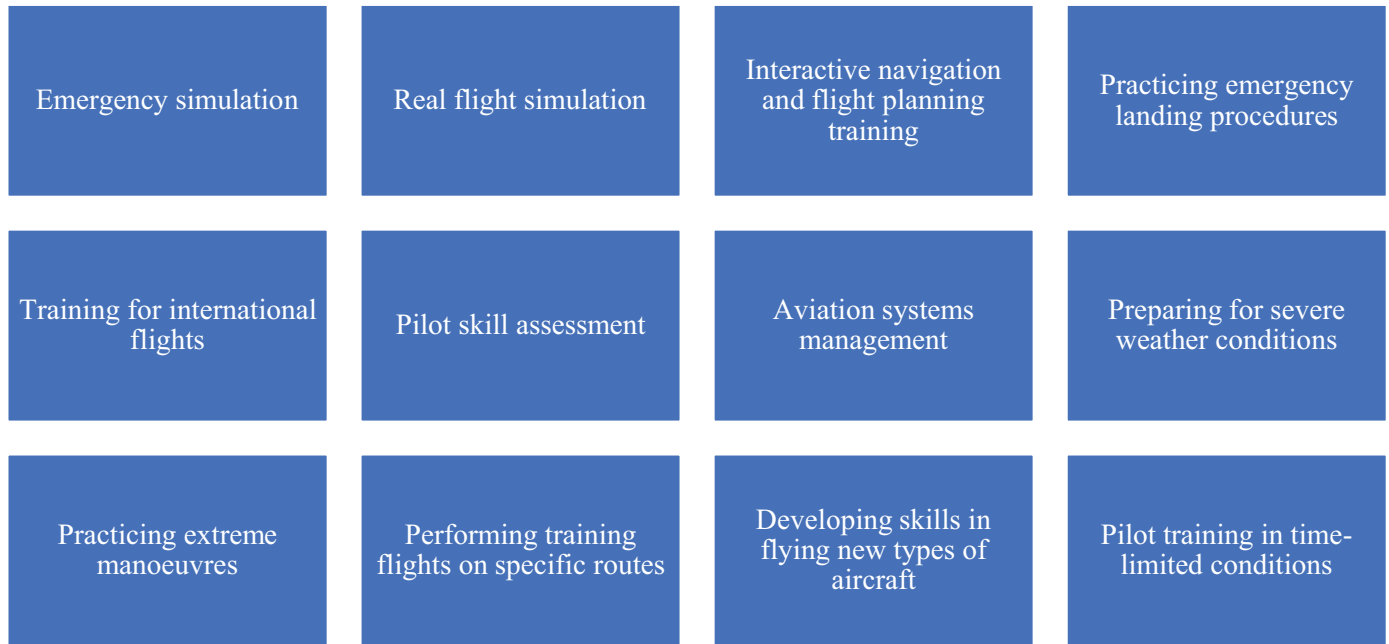 Emergency simulation
Real flight simulation
Interactive navigation
and flight planning
training
Practicing emergency
landing procedures
Training for international
flights
Pilot skill assessment
Aviation systems
management
Preparing for severe
weather conditions
Practicing extreme
manoeuvres
Performing training
flights on specific routes
Developing skills in
flying new types of
aircraft
Pilot training in time-
limited conditions